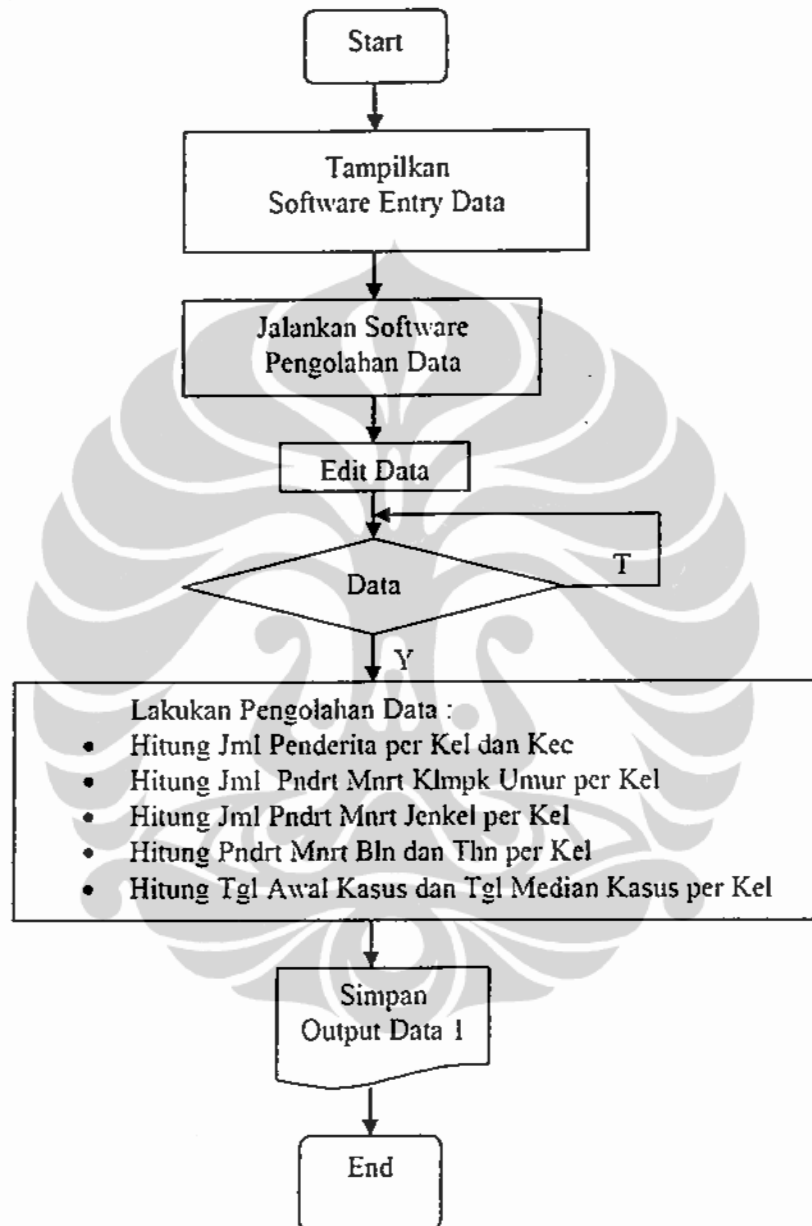 Start
Tampilkan
Software Entry Data
Jalankan Software
Pengolahan Data
Edit Data
Data
T
Y
Lakukan Pengolahan Data :
• Hitung Jml Penderita per Kel dan Kec
• Hitung Jml Pndrt Mnrt Klmpk Umur per Kel
• Hitung Jml Pndrt Mnrt Jenkel per Kel
• Hitung Pndrt Mnrt Bln dan Thn per Kel
• Hitung Tgl Awal Kasus dan Tgl Median Kasus per Kel
Simpan
Output Data 1
End